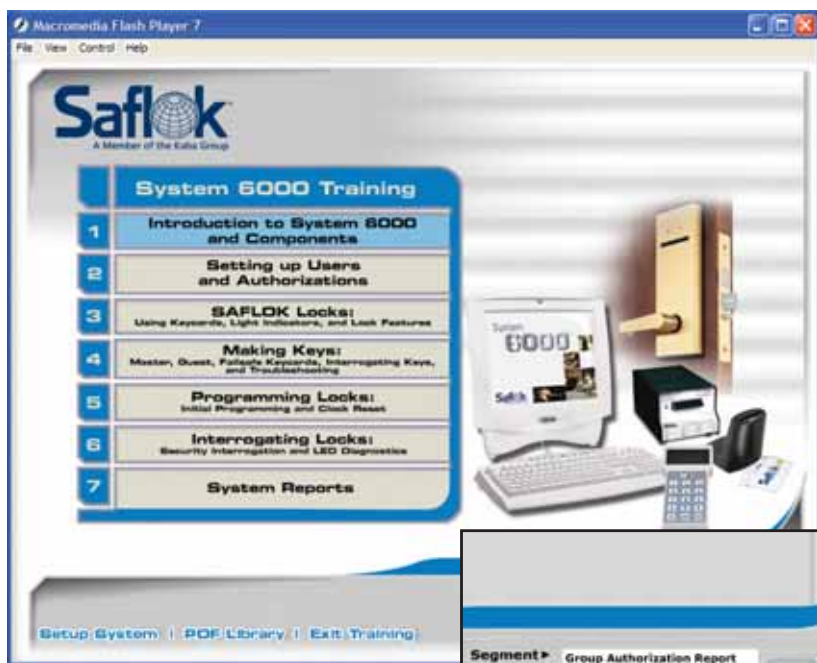 Macromedia Flash Player 7
File View Control Help
Saflok™
A Member of the Kaba Group
System 6000 Training
1 Introduction to System 6000
and Components
2 Setting up Users
and Authorizations
3 SAFLOK Locks:
Using Keycards, Light Indicators, and Lock Features
4 Making Keys:
Master, Guest, Failsafe Keycards, Interrogating Keys,
and Troubleshooting
5 Programming Locks:
Initial Programming and Clock Reset
6 Interrogating Locks:
Security Interrogation and LED Diagnostics
7 System Reports
System
6000
Saflok
Setup System | PDF Library | Exit Training
Segment► Group Authorization Report